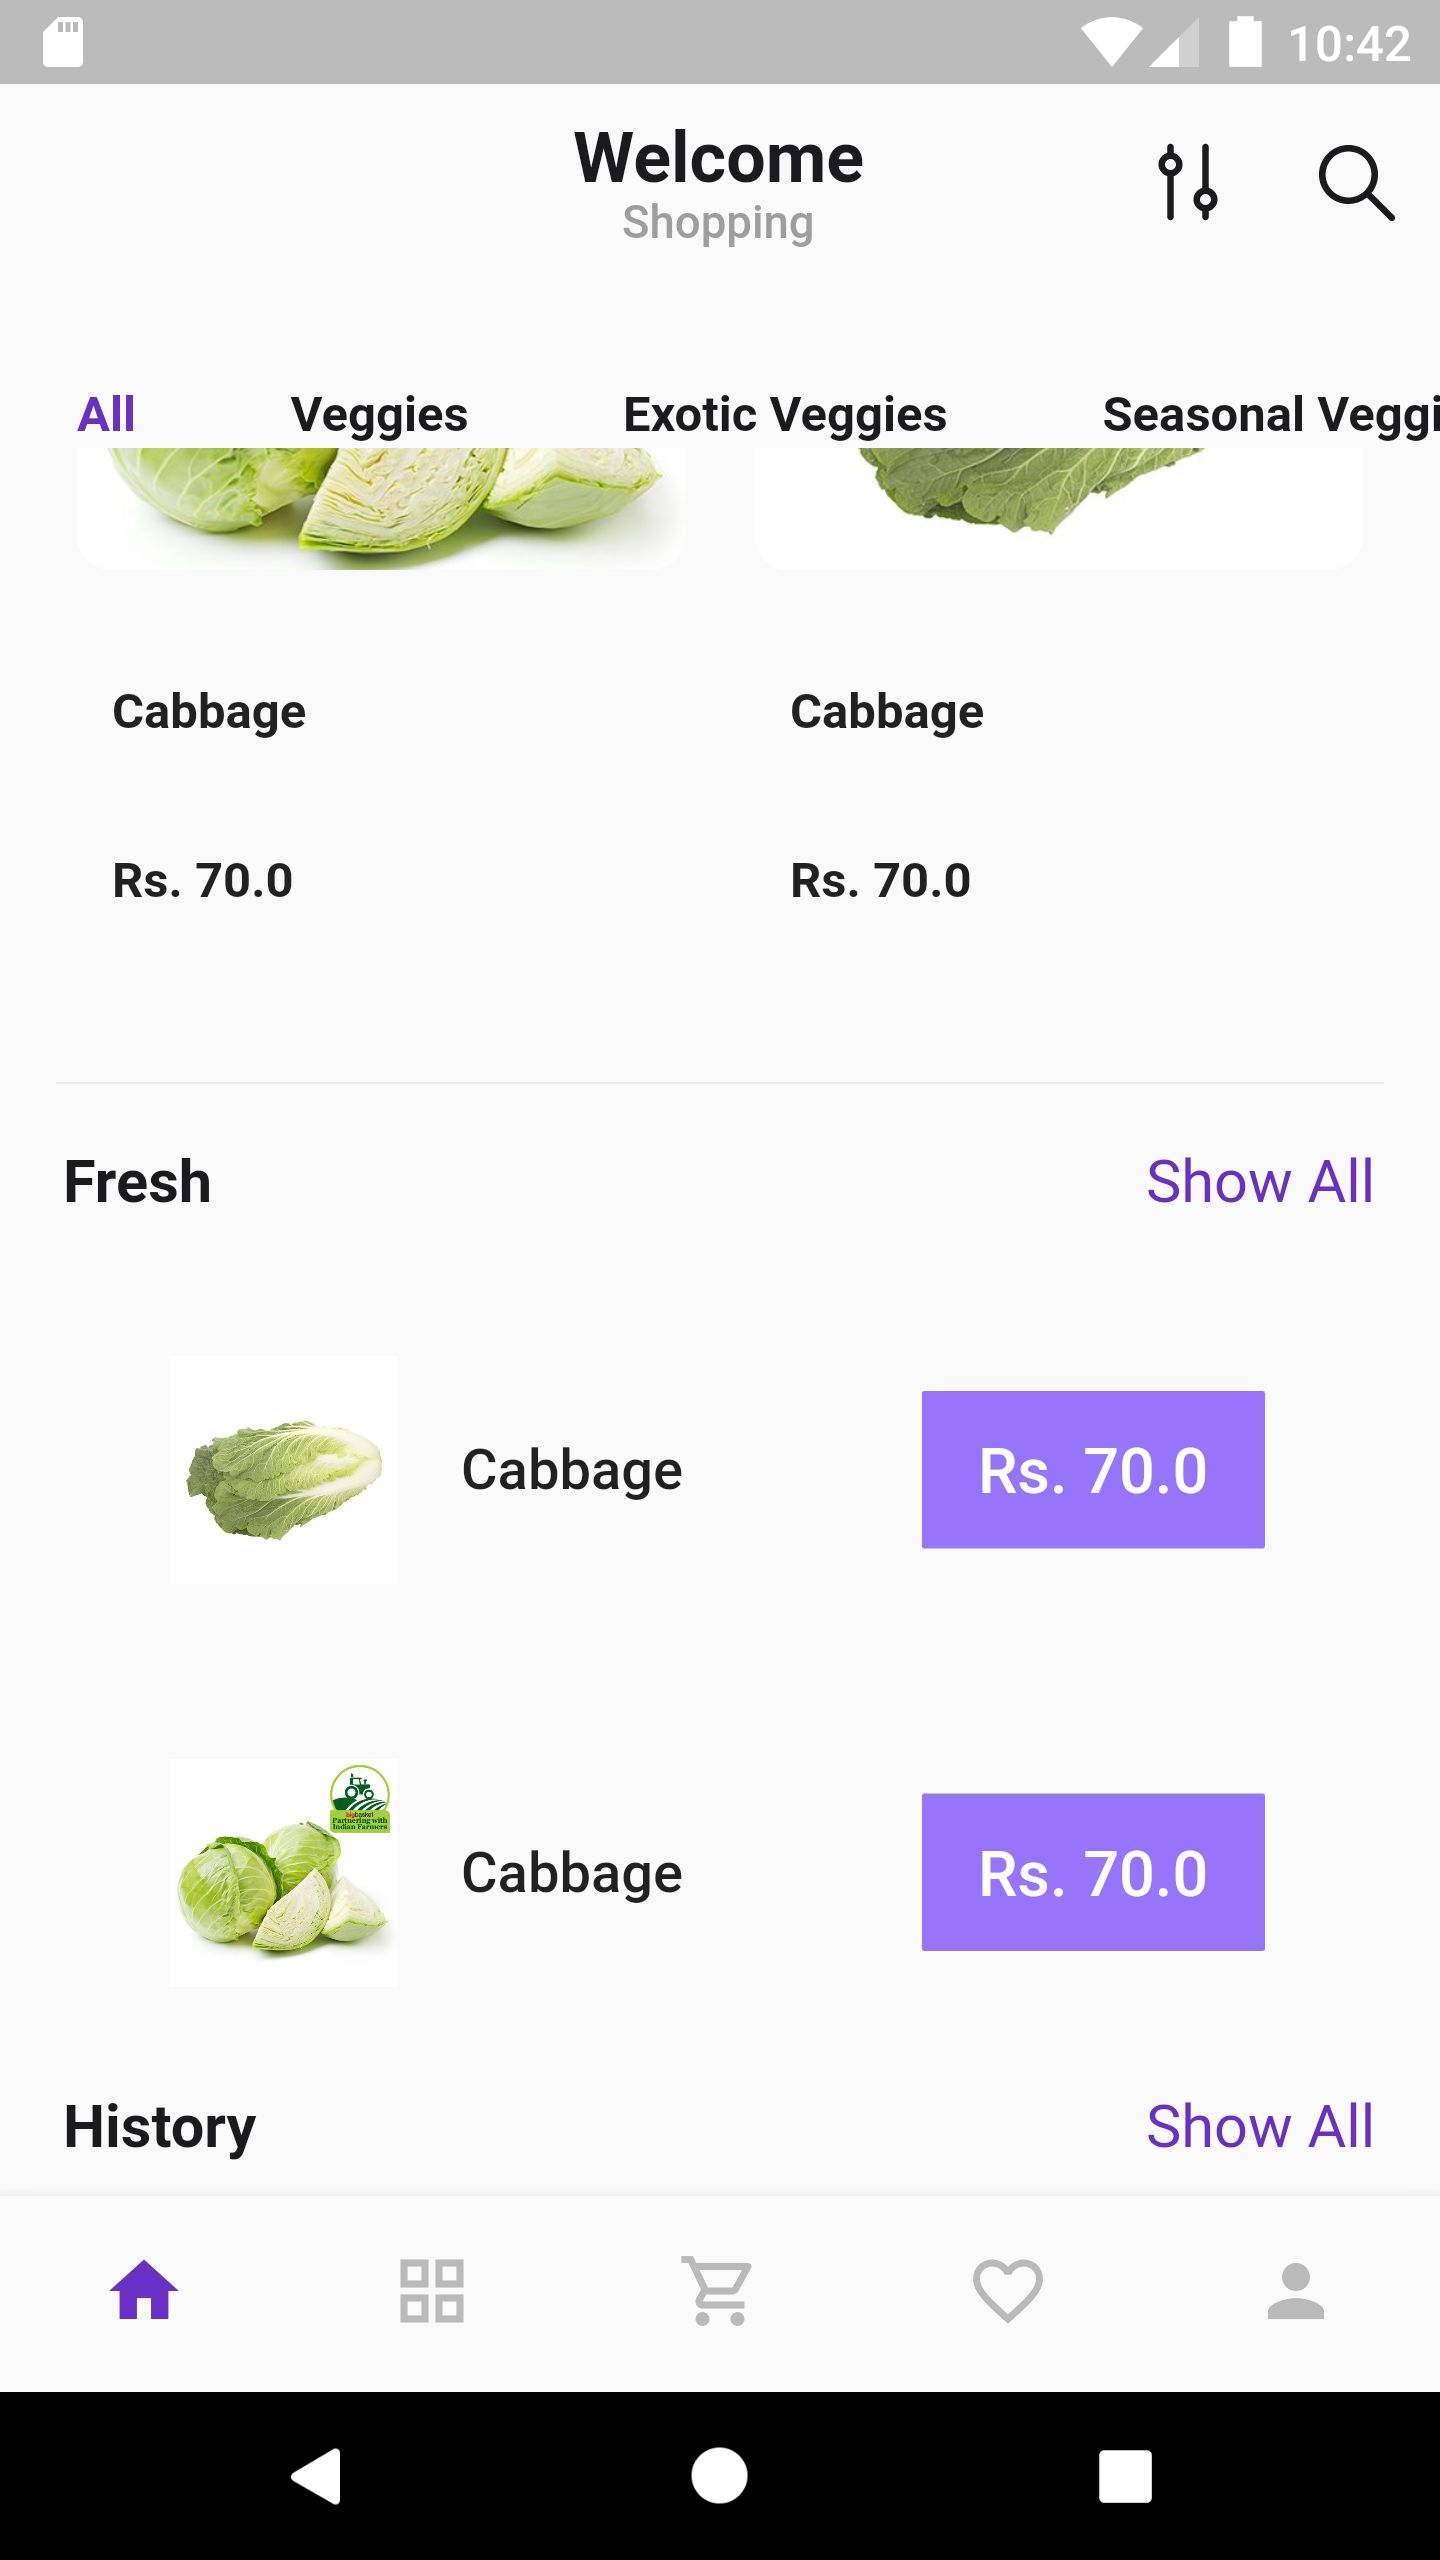 10:42
Welcome
Shopping
All Veggies Exotic Veggies Seasonal Veggi
Cabbage Cabbage
Rs. 70.0 Rs. 70.0
Fresh Show All
Cabbage Rs. 70.0
bigbasket
Partnering with
Indian Farmers
Cabbage Rs. 70.0
History Show All